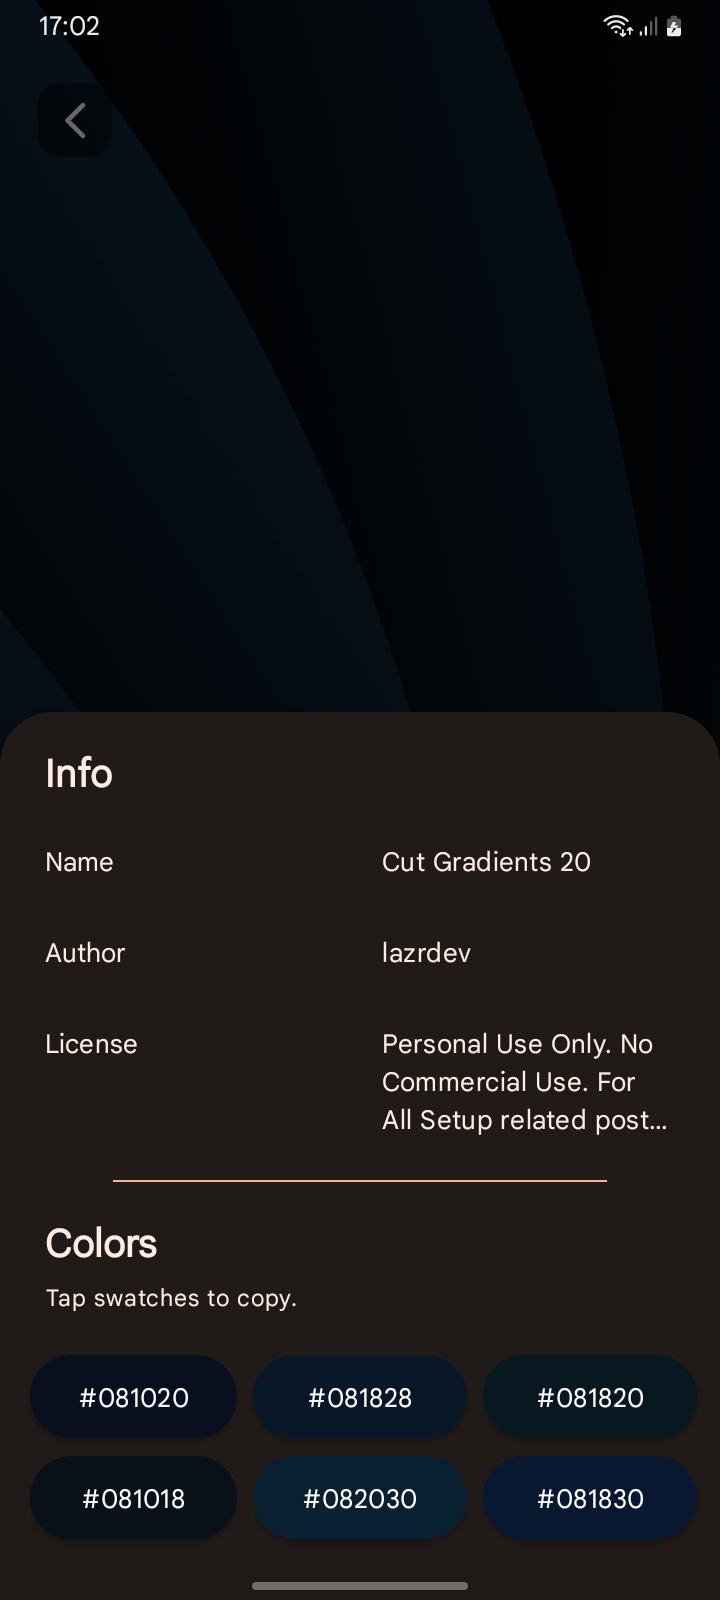 17:02
Info
Name Cut Gradients 20
Author lazrdev
License Personal Use Only. No
Commercial Use. For
All Setup related post...
Colors
Tap swatches to copy.
#081020 #081828 #081820
#081018 #082030 #081830